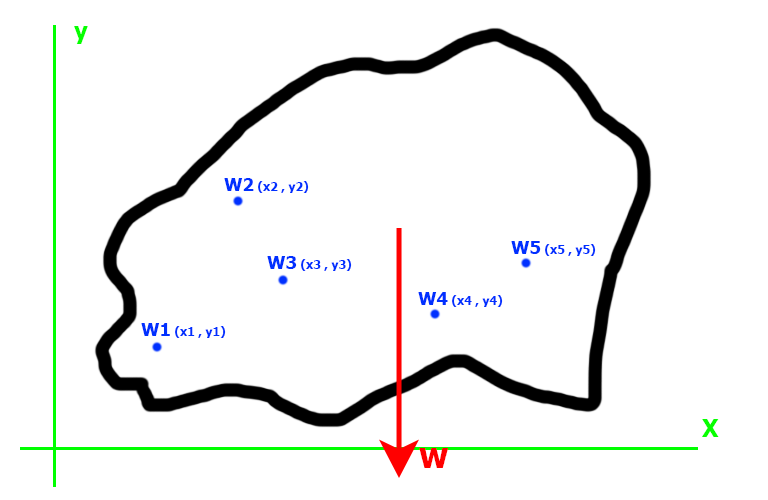 y
W2 (x2, y2)
W5 (x5, y5)
W3 (x3, y3)
W4 (x4, y4)
W1 (x1, y1)
X
W